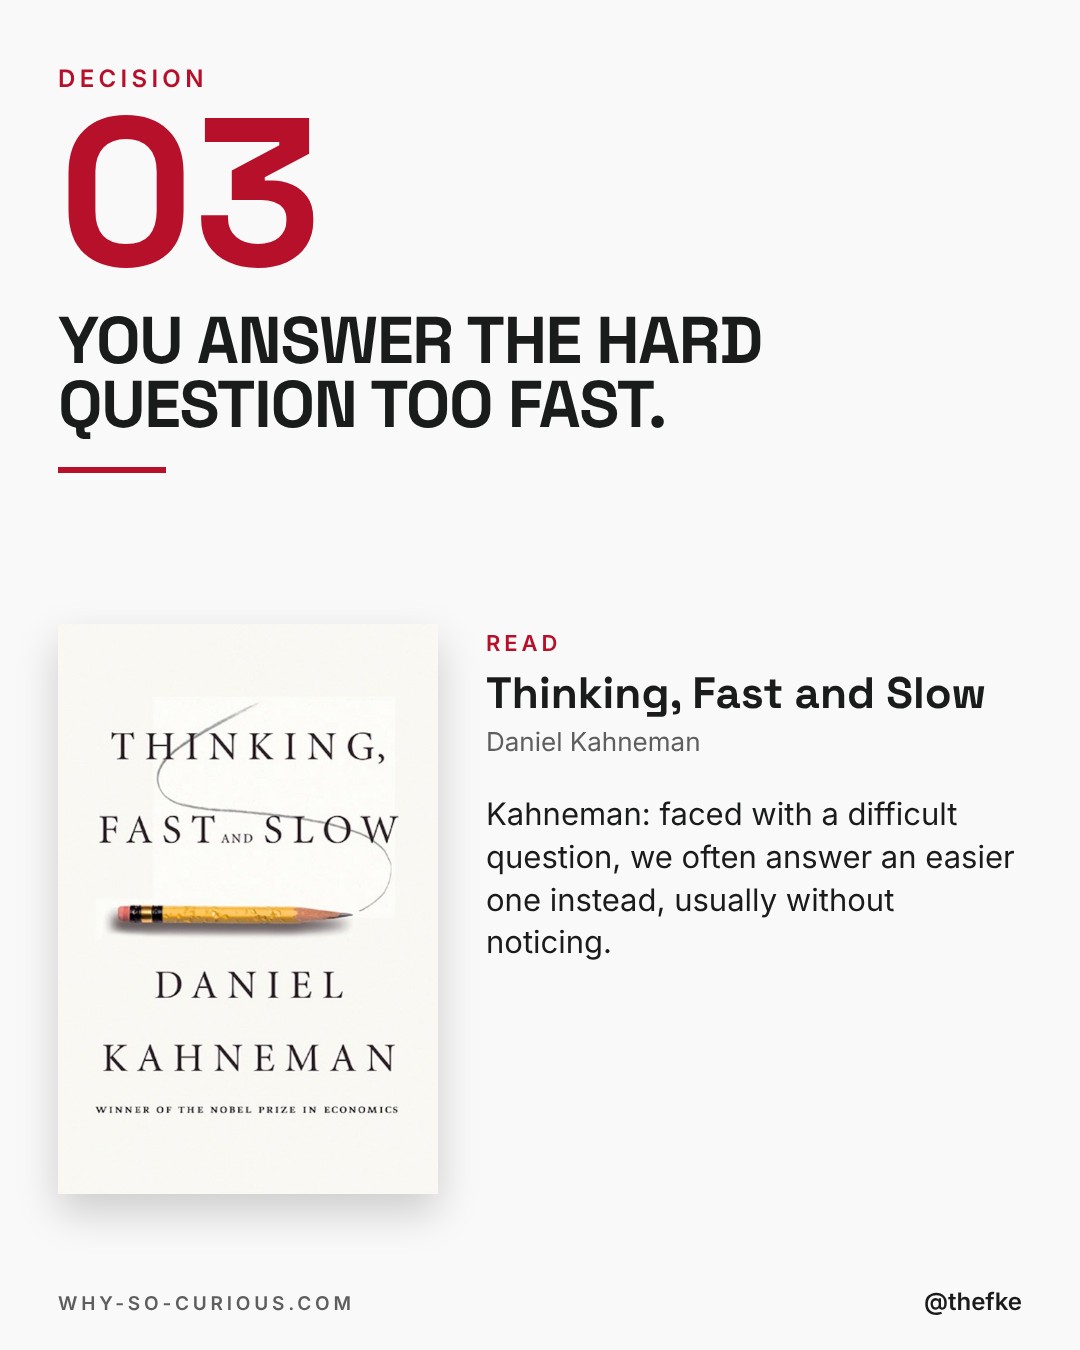 DECISION
03
YOU ANSWER THE HARD
QUESTION TOO FAST.
THINKING,
FAST AND SLOW
DANIEL
KAHNEMAN
WINNER OF THE NOBEL PRIZE IN ECONOMICS
READ
Thinking, Fast and Slow
Daniel Kahneman
Kahneman: faced with a difficult
question, we often answer an easier
one instead, usually without
noticing.
WHY-SO-CURIOUS.COM
@thefke